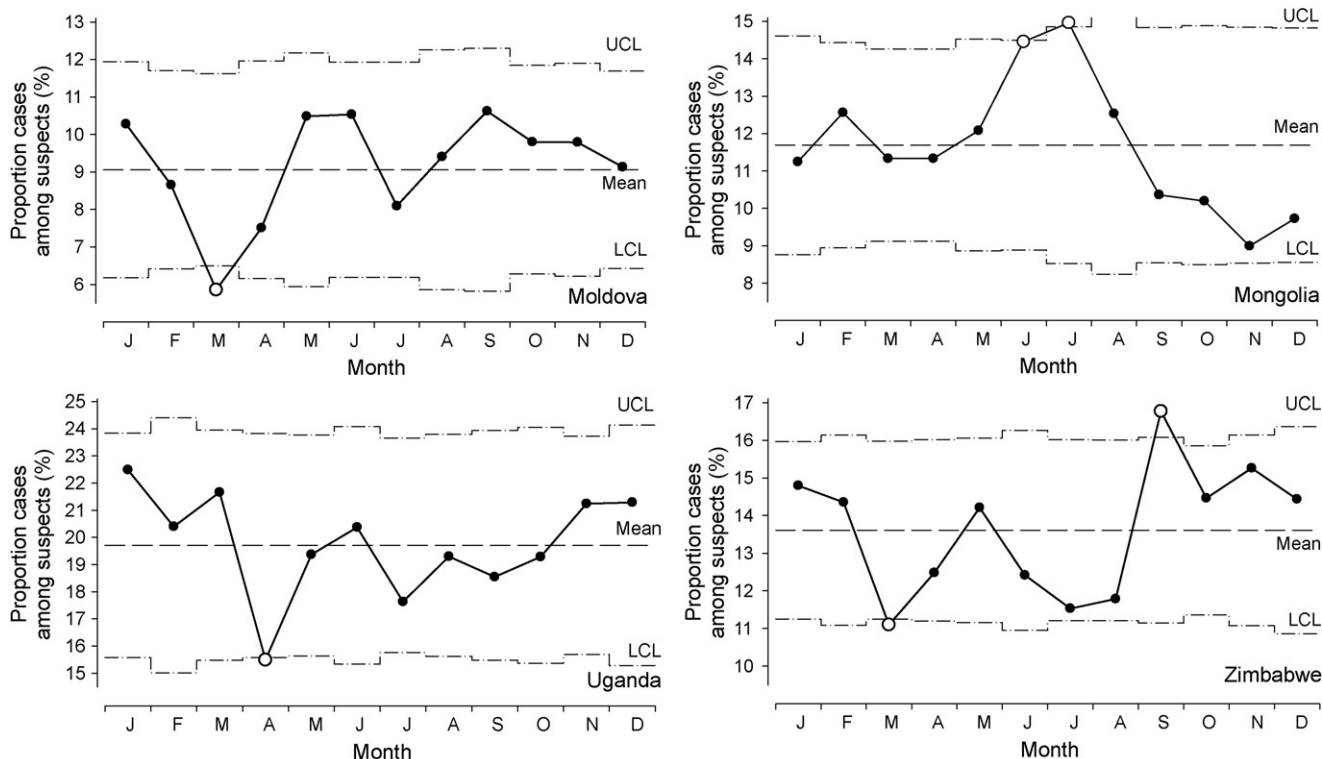 Proportion cases
among suspects (%)
13
12
11
10
9
8
7
6
UCL
Mean
LCL
Moldova
J F M A M J J A S O N D
Month
Proportion cases
among suspects (%)
15
14
13
12
11
10
9
8
UCL
Mean
LCL
Mongolia
J F M A M J J A S O N D
Month
Proportion cases
among suspects (%)
25
24
23
22
21
20
19
18
17
16
15
UCL
Mean
LCL
Uganda
J F M A M J J A S O N D
Month
Proportion cases
among suspects (%)
17
16
15
14
13
12
11
10
UCL
Mean
LCL
Zimbabwe
J F M A M J J A S O N D
Month